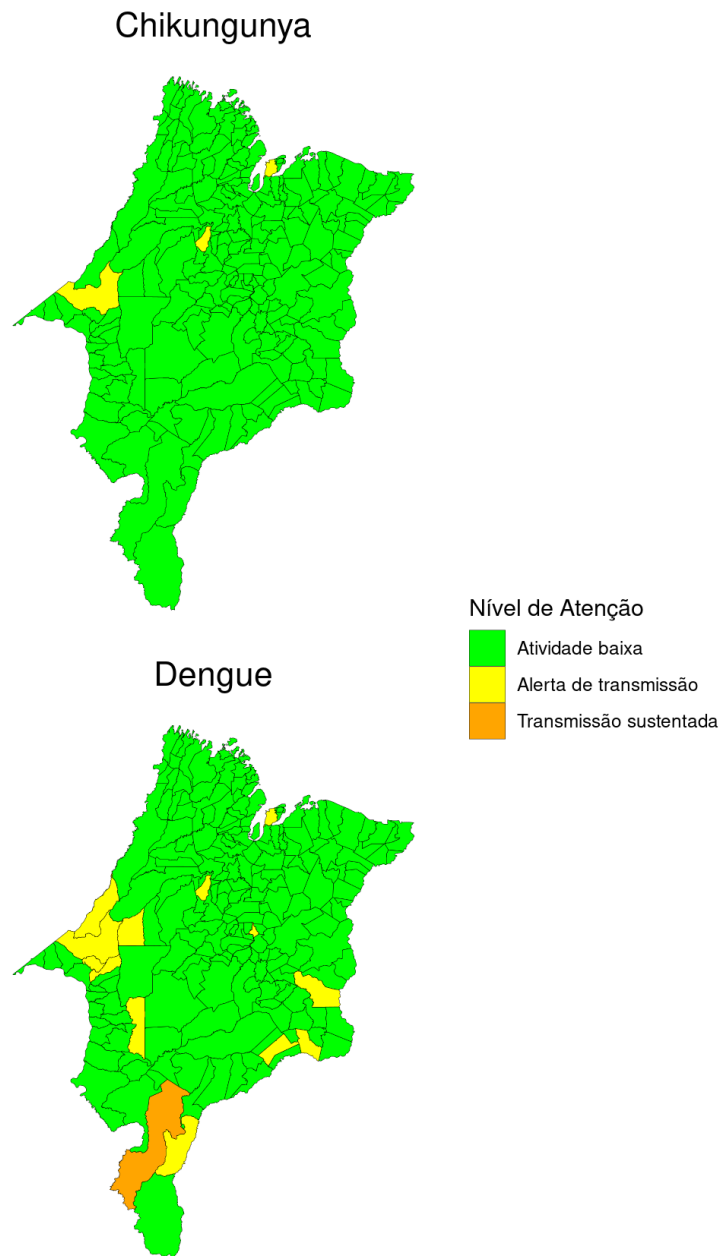 Chikungunya
Nível de Atenção
Atividade baixa
Alerta de transmissão
Transmissão sustentada
Dengue